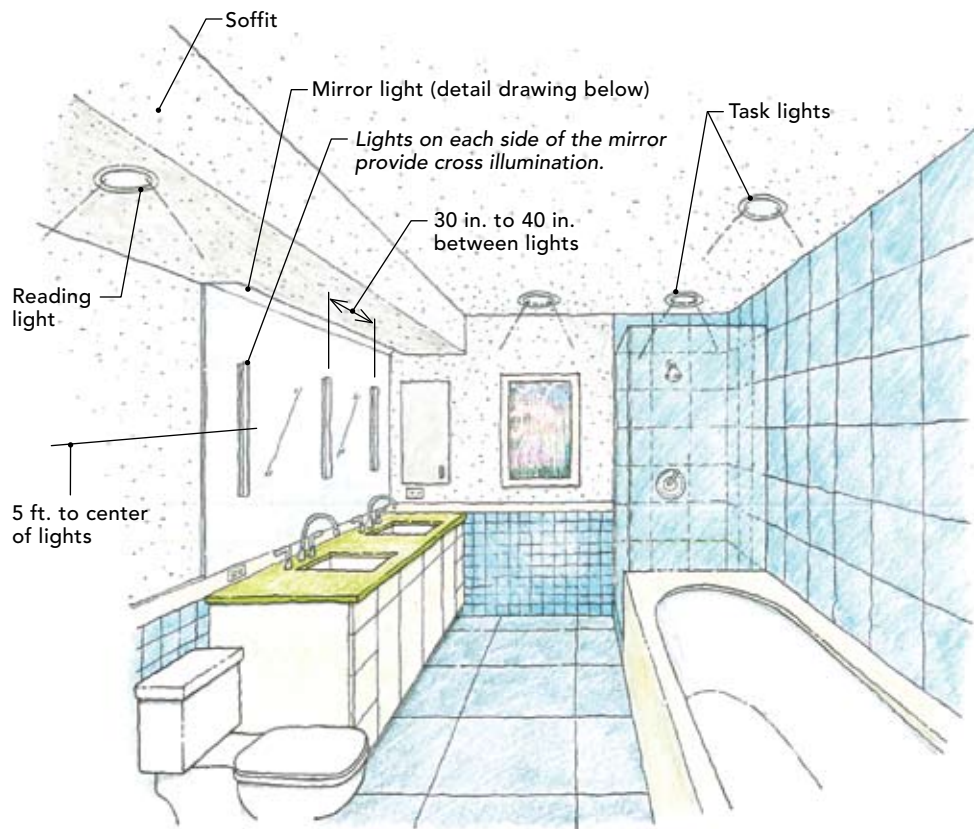 Soffit
Mirror light (detail drawing below)
Lights on each side of the mirror
provide cross illumination.
Task lights
30 in. to 40 in.
between lights
Reading
light
5 ft. to center
of lights